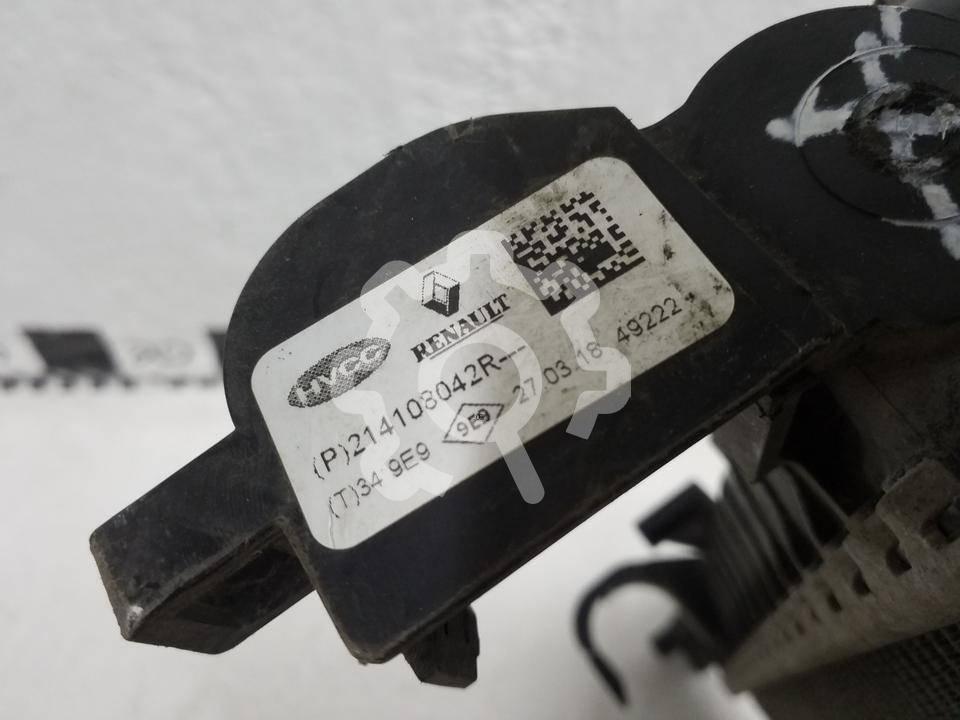 HVCC RENAULT
(P)214108042R---
(T)34 9E9 9E9 27 03 18 49222